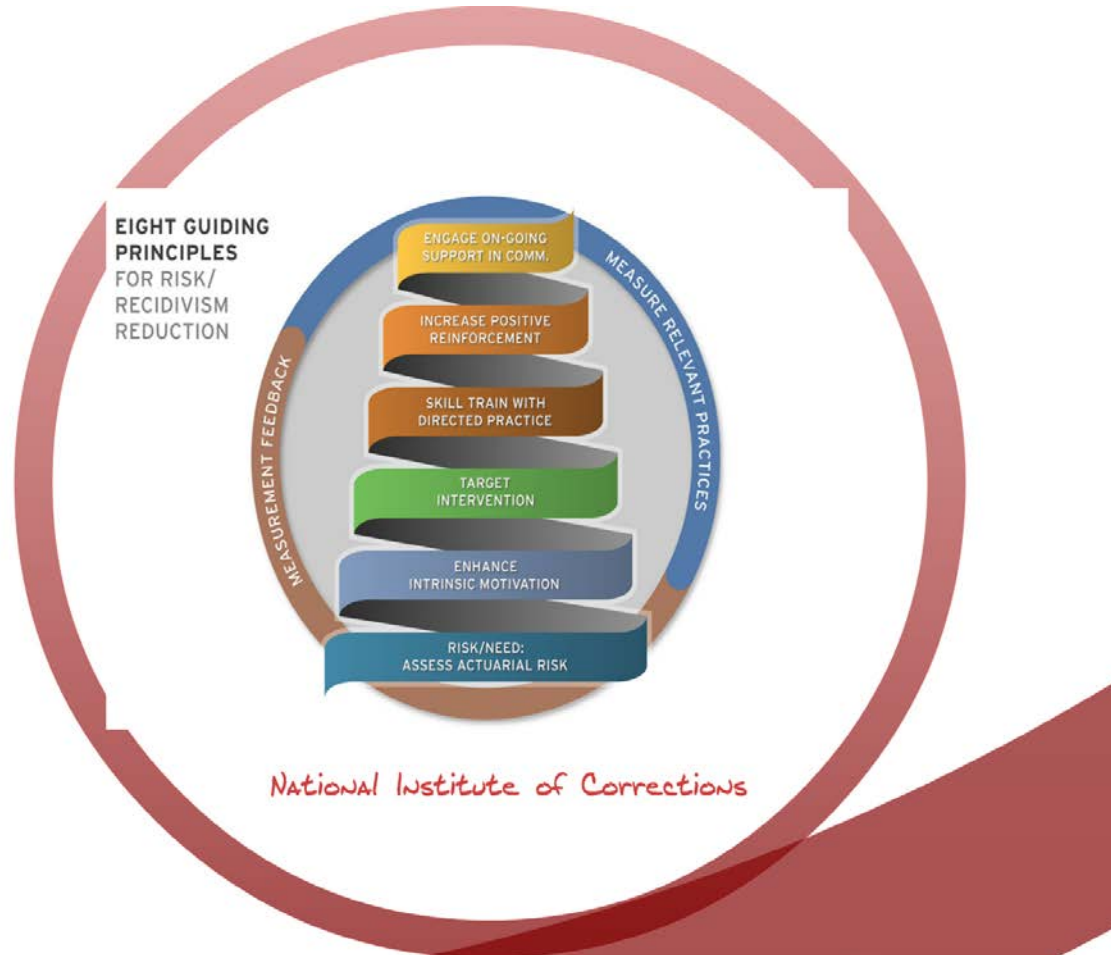 EIGHT GUIDING
PRINCIPLES
FOR RISK/
RECIDIVISM
REDUCTION
ENGAGE ON-GOING
SUPPORT IN COMM.
INCREASE POSITIVE
REINFORCEMENT
SKILL TRAIN WITH
DIRECTED PRACTICE
TARGET
INTERVENTION
ENHANCE
INTRINSIC MOTIVATION
RISK/NEED:
ASSESS ACTUARIAL RISK
MEASURE RELEVANT PRACTICES
MEASUREMENT FEEDBACK
National Institute of Corrections